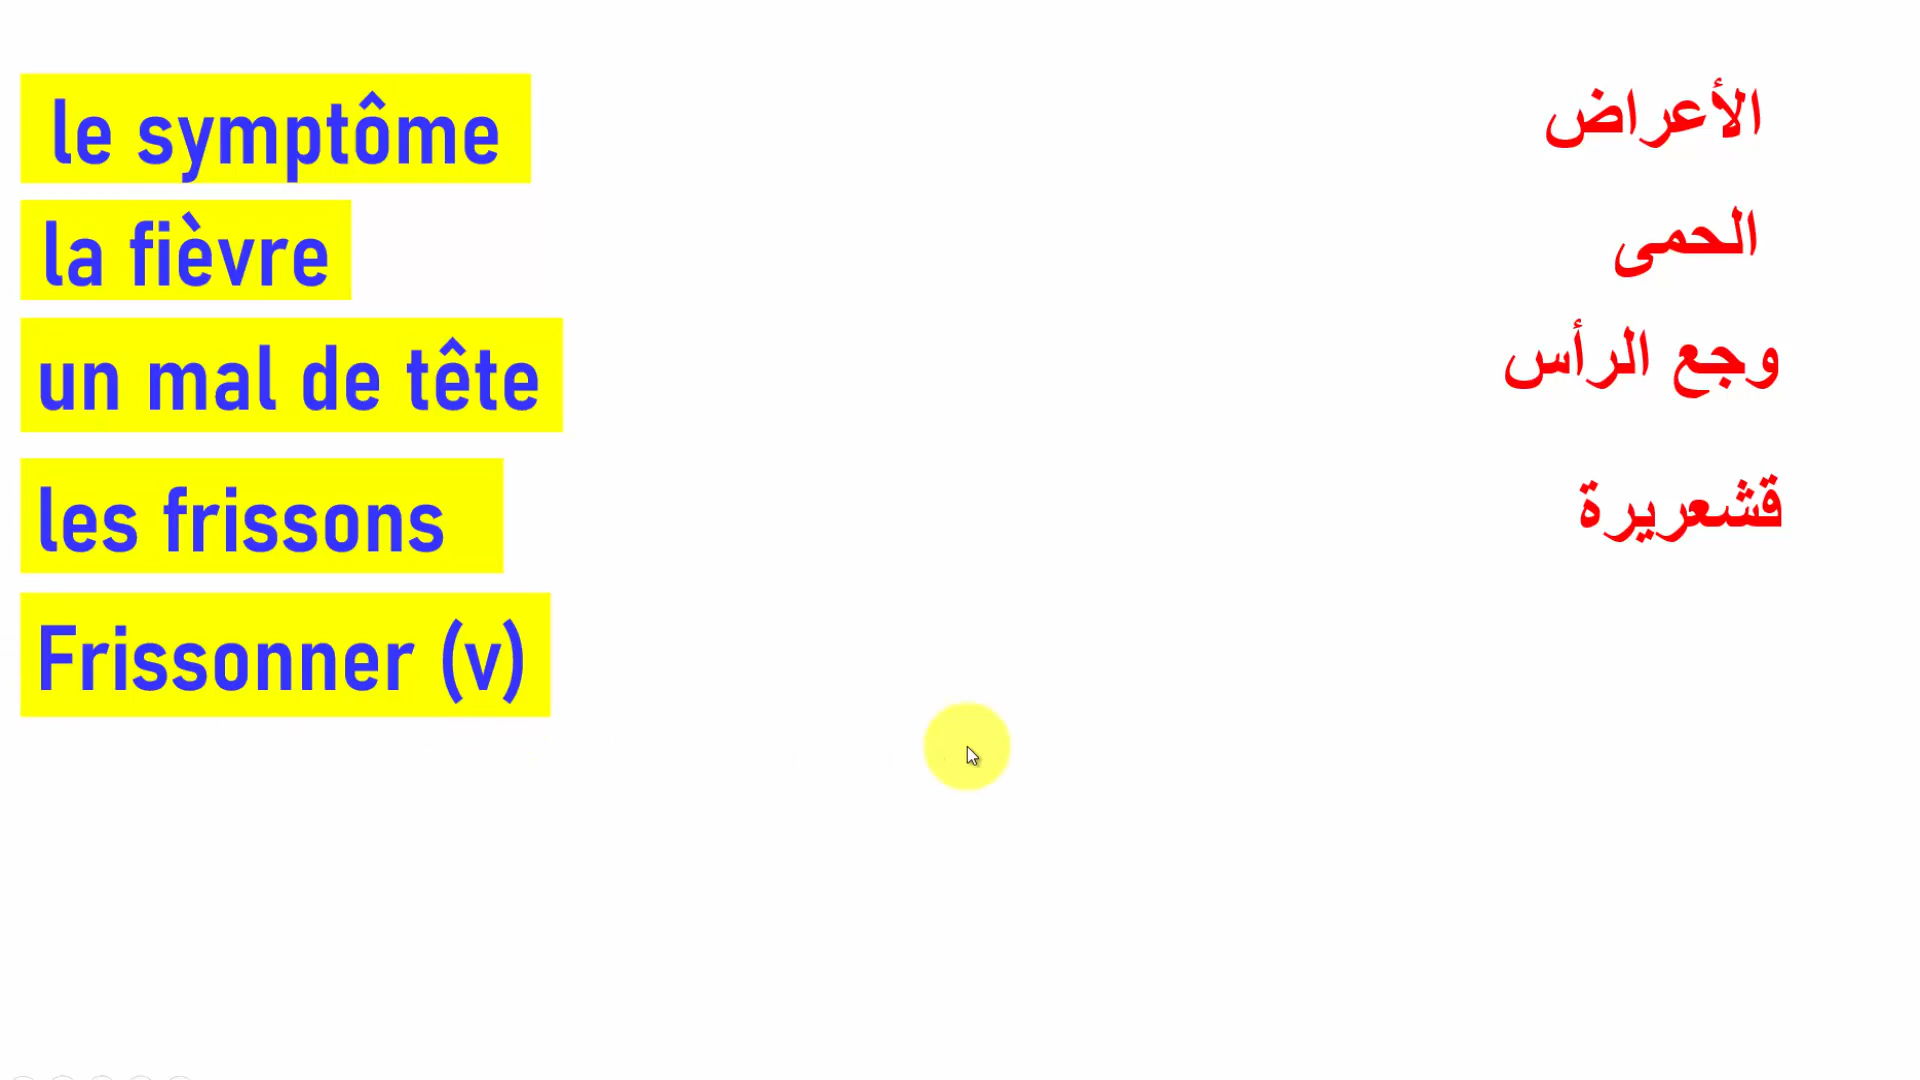 le symptôme الأعراض
la fièvre الحمى
un mal de tête وجع الرأس
les frissons قشعريرة
Frissonner (v)